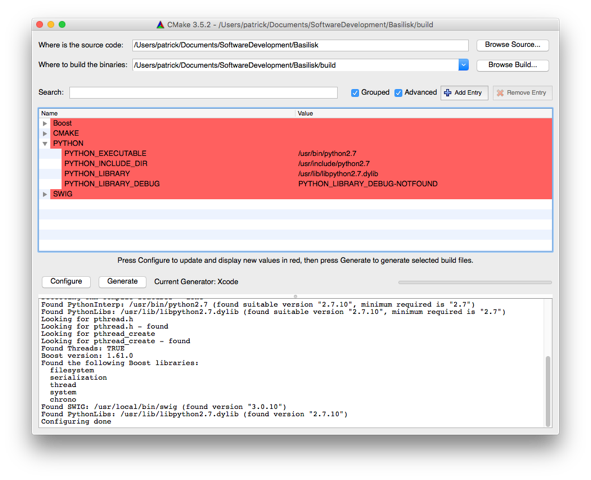 CMake 3.5.2 - /Users/patrick/Documents/SoftwareDevelopment/Basilisk/build
Where is the source code: /Users/patrick/Documents/SoftwareDevelopment/Basilisk Browse Source...
Where to build the binaries: /Users/patrick/Documents/SoftwareDevelopment/Basilisk/build Browse Build...
Search: Grouped Advanced Add Entry Remove Entry
Name Value
Boost
CMAKE
PYTHON
PYTHON_EXECUTABLE /usr/bin/python2.7
PYTHON_INCLUDE_DIR /usr/include/python2.7
PYTHON_LIBRARY /usr/lib/libpython2.7.dylib
PYTHON_LIBRARY_DEBUG PYTHON_LIBRARY_DEBUG-NOTFOUND
SWIG
Press Configure to update and display new values in red, then press Generate to generate selected build files.
Configure Generate Current Generator: Xcode
Found PythonInterp: /usr/bin/python2.7 (found suitable version "2.7.10", minimum required is "2.7")
Found PythonLibs: /usr/lib/libpython2.7.dylib (found suitable version "2.7.10", minimum required is "2.7")
Looking for pthread.h
Looking for pthread.h - found
Looking for pthread_create
Looking for pthread_create - found
Found Threads: TRUE
Boost version: 1.61.0
Found the following Boost libraries:
filesystem
serialization
thread
system
chrono
Found SWIG: /usr/local/bin/swig (found version "3.0.10")
Found PythonLibs: /usr/lib/libpython2.7.dylib (found version "2.7.10")
Configuring done